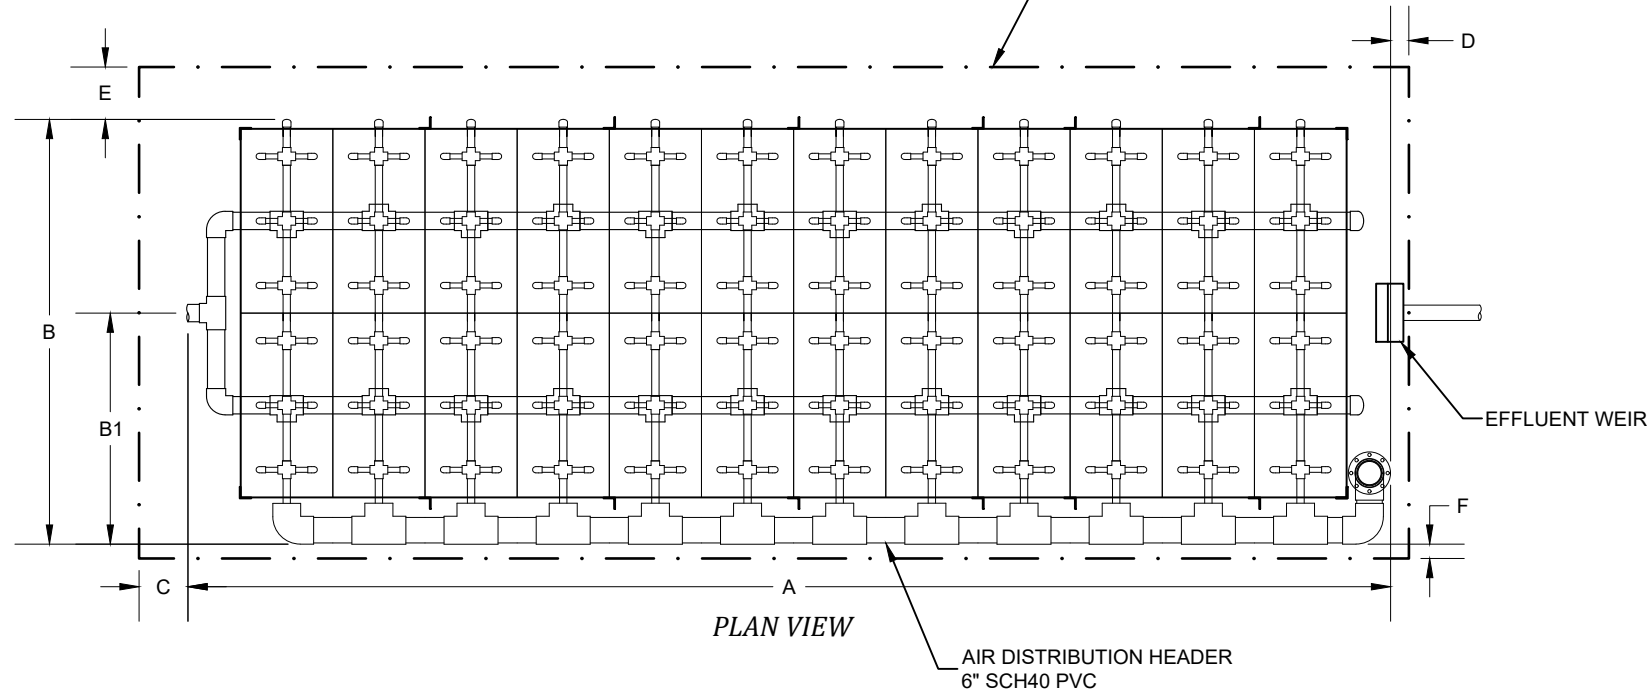 D
E
B
B1
EFFLUENT WEIR
F
C
A
PLAN VIEW
AIR DISTRIBUTION HEADER
6" SCH40 PVC